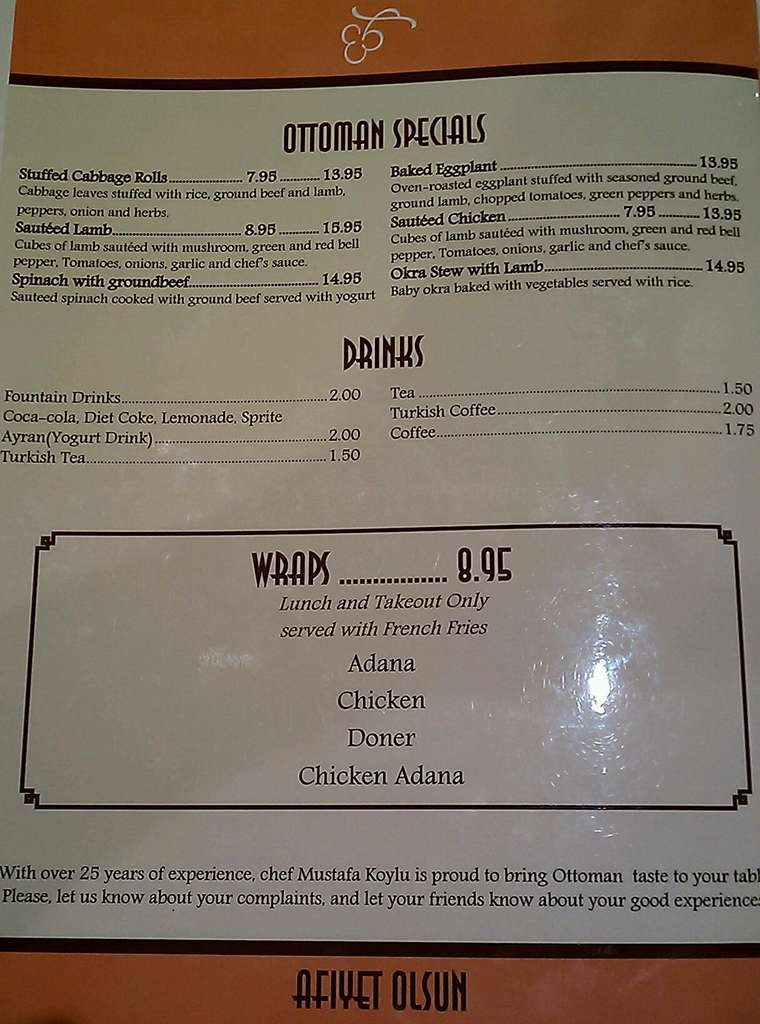 OTTOMAN SPECIALS
Stuffed Cabbage Rolls........................7.95............13.95
Cabbage leaves stuffed with rice, ground beef and lamb,
peppers, onion and herbs.
Sautéed Lamb..........................................8.95............15.95
Cubes of lamb sautéed with mushroom, green and red bell
pepper, Tomatoes, onions, garlic and chef's sauce.
Spinach with groundbeef..........................................14.95
Sauteed spinach cooked with ground beef served with yogurt
Baked Eggplant..........................................................13.95
Oven-roasted eggplant stuffed with seasoned ground beef,
ground lamb, chopped tomatoes, green peppers and herbs.
Sautéed Chicken.....................................7.95............13.95
Cubes of lamb sautéed with mushroom, green and red bell
pepper, Tomatoes, onions, garlic and chef's sauce.
Okra Stew with Lamb..................................................14.95
Baby okra baked with vegetables served with rice.
DRINKS
Fountain Drinks..........................................................2.00
Coca-cola, Diet Coke, Lemonade, Sprite
Ayran(Yogurt Drink)..................................................2.00
Turkish Tea..................................................................1.50
Tea................................................................................1.50
Turkish Coffee............................................................2.00
Coffee..........................................................................1.75
WRAPS ................ 8.95
Lunch and Takeout Only
served with French Fries
Adana
Chicken
Doner
Chicken Adana
With over 25 years of experience, chef Mustafa Koylu is proud to bring Ottoman taste to your tabl
Please, let us know about your complaints, and let your friends know about your good experience
AFIYET OLSUN